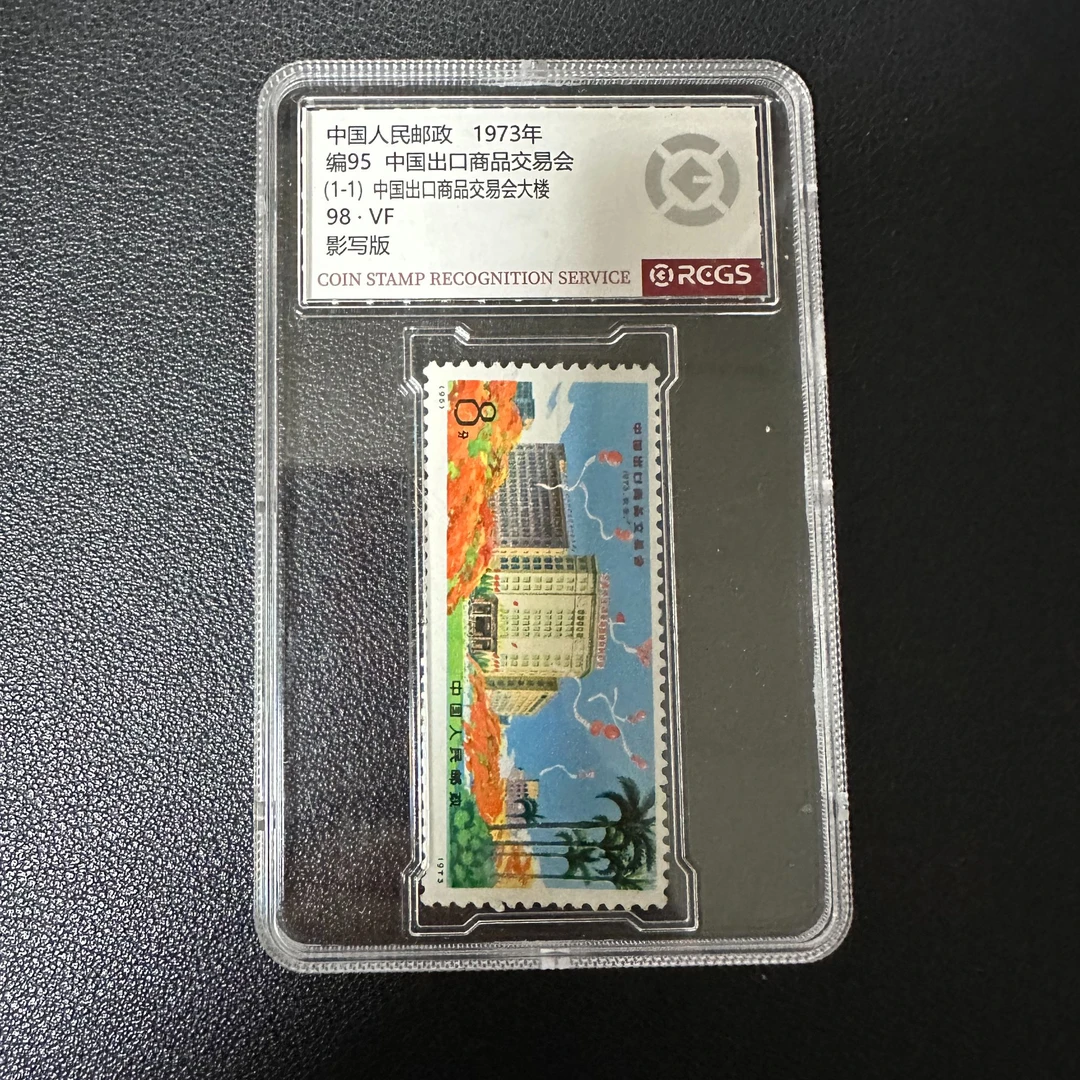 中国人民邮政 1973年
编95 中国出口商品交易会
(1-1) 中国出口商品交易会大楼
98 · VF
影写版
COIN STAMP RECOGNITION SERVICE
RCGS
(95)
8分
中国出口商品交易会
中国人民邮政
1973